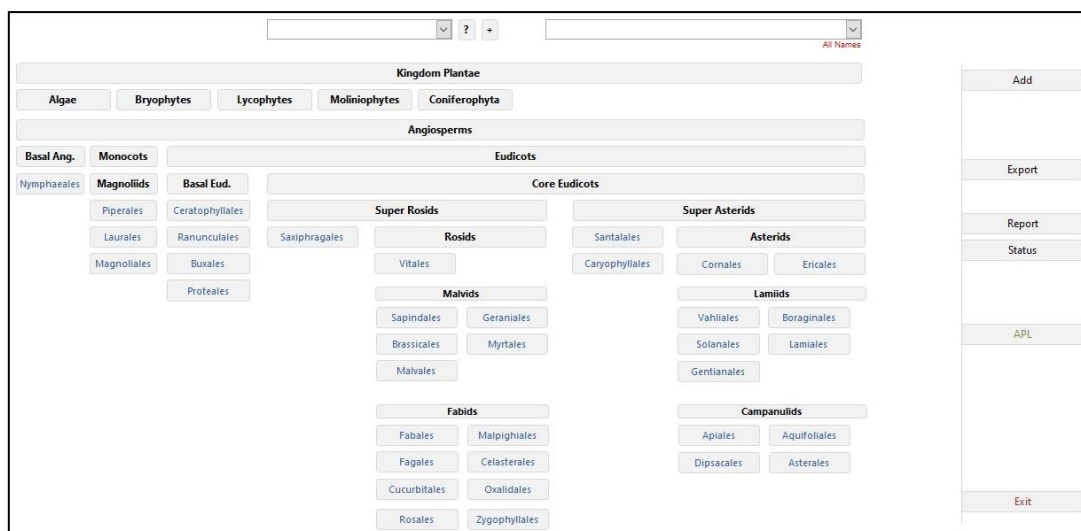 ? +
All Names
Kingdom Plantae
Add
Algae Bryophytes Lycophytes Moliniophytes Coniferophyta
Angiosperms
Basal Ang. Monocots Eudicots
Export
Nymphaeales Magnoliids Basal Eud. Core Eudicots
Piperales Ceratophyllales Super Rosids Super Asterids
Report
Laurales Ranunculales Saxiphragales Rosids Santalales Asterids
Status
Magnoliales Buxales Vitales Caryophyllales Cornales Ericales
Proteales Malvids Lamiids
Sapindales Geraniales Vahliales Boraginales
APL
Brassicales Myrtales Solanales Lamiales
Malvales Gentianales
Fabids Campanulids
Fabales Malpighiales Apiales Aquifoliales
Fagales Celasterales Dipsacales Asterales
Cucurbitales Oxalidales
Exit
Rosales Zygophyllales